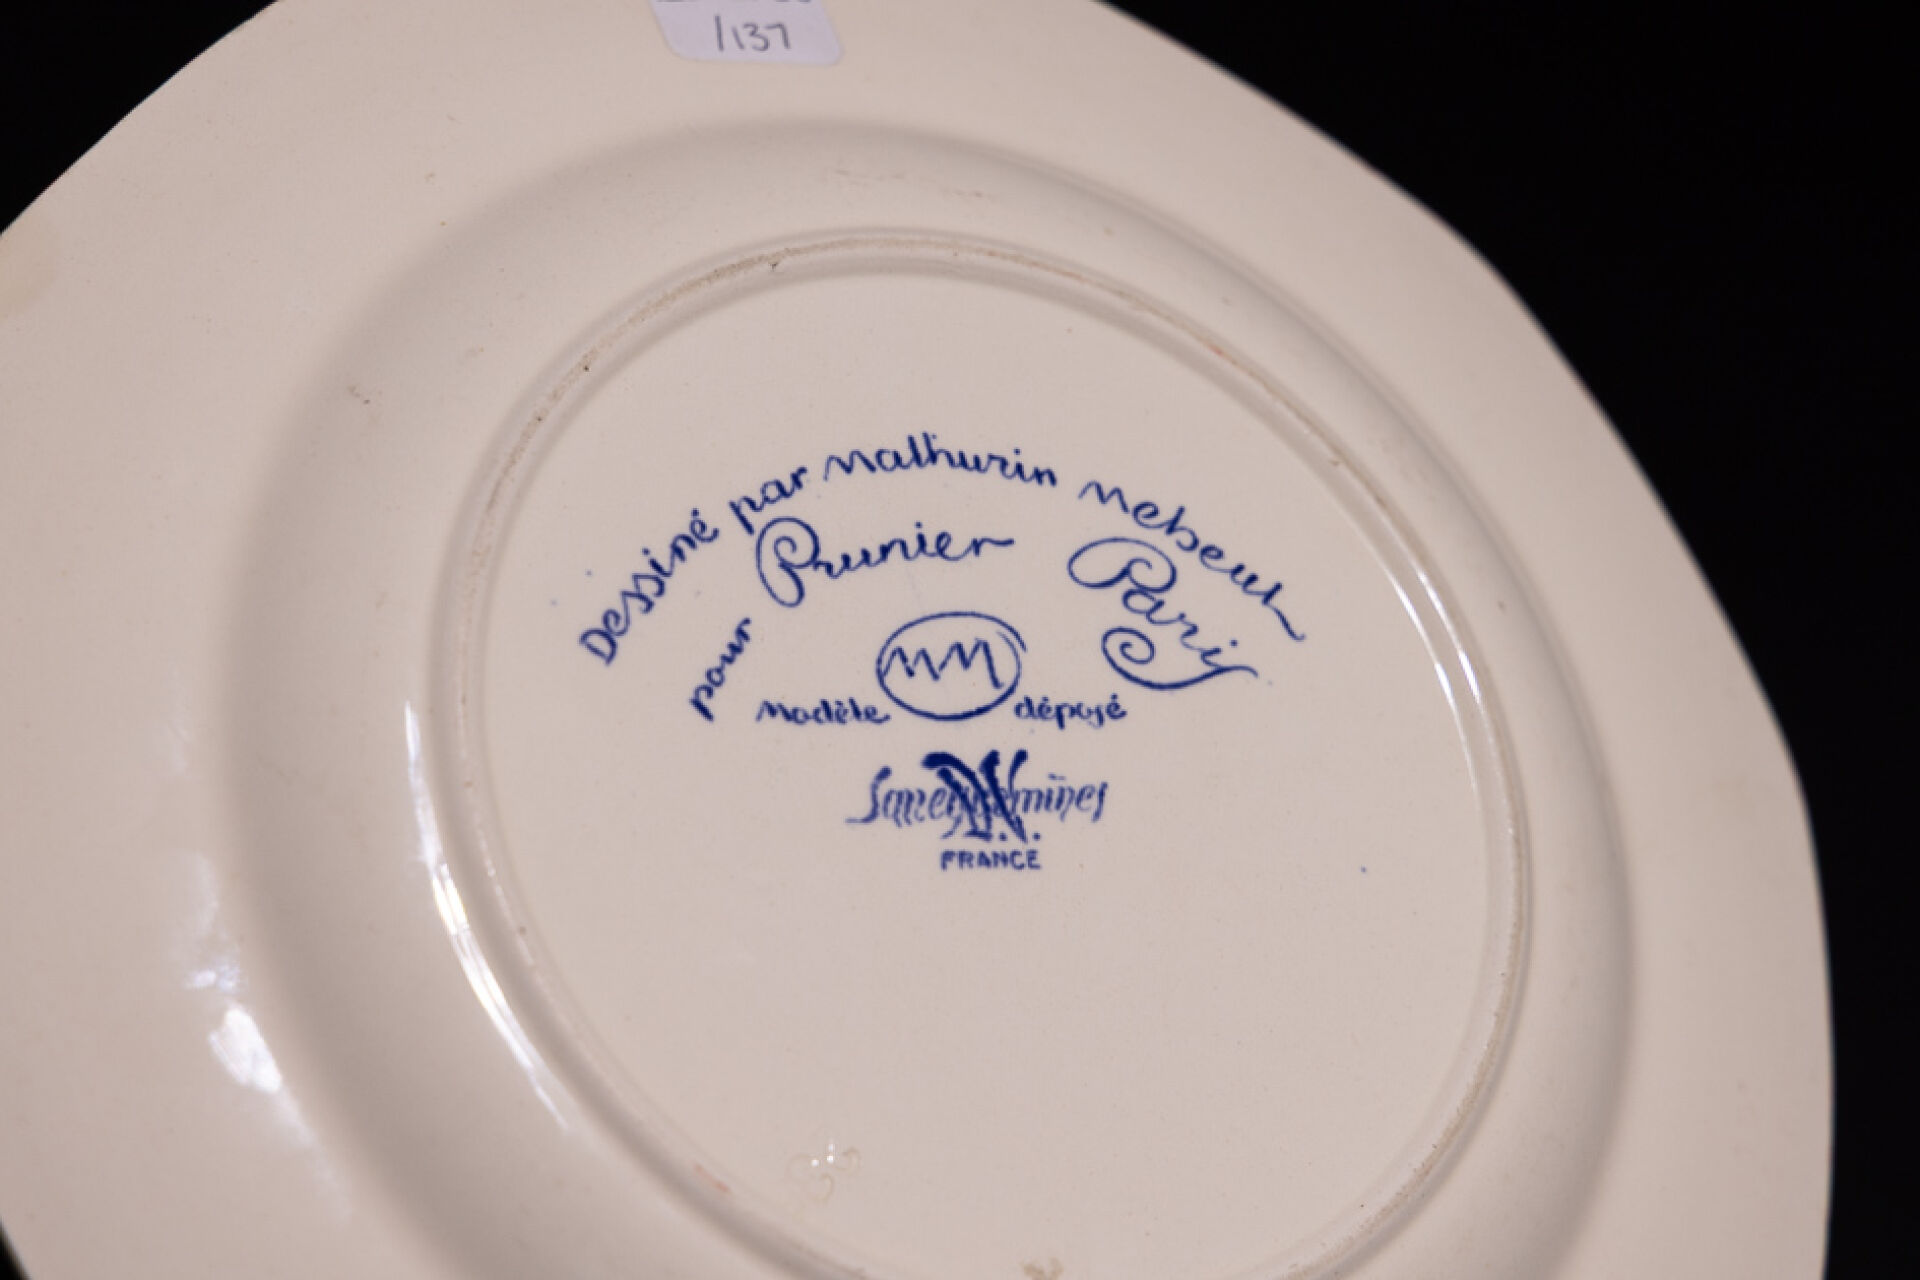 /137
Dessiné par Mathurin Meheut
pour Prunier Paris
MM
Modèle déposé
Sarreguemines
FRANCE